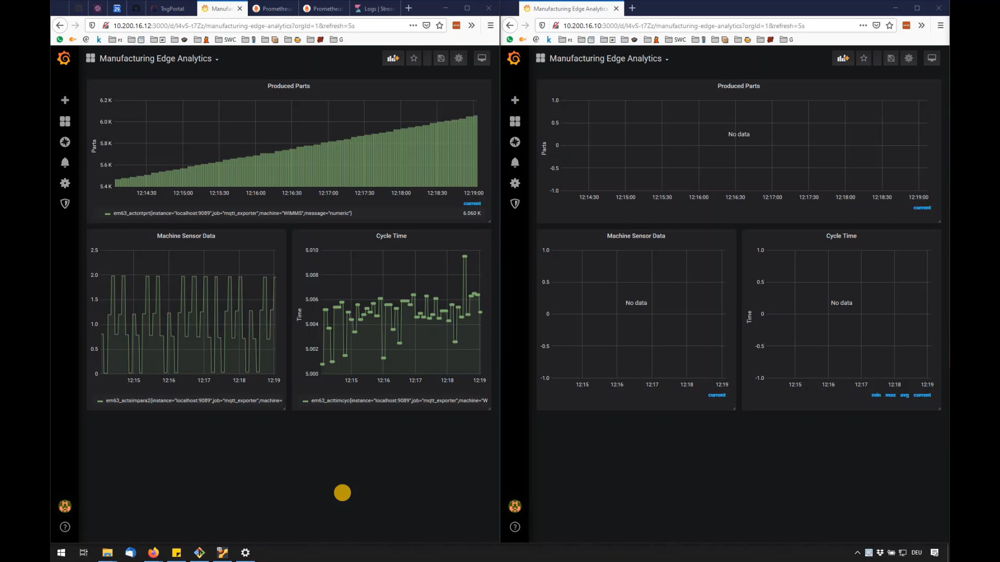 29
TngPortal
Manufac
Prometheus
Prometheus
Logs | Strea
10.200.16.12:3000/d/I4vS-t7Zz/manufacturing-edge-analytics?orgId=1&refresh=5s
FI
SWC
G
Manufacturing Edge Analytics
Produced Parts
6.2 K
6.0 K
5.8 K
5.6 K
5.4 K
Parts
12:14:30 12:15:00 12:15:30 12:16:00 12:16:30 12:17:00 12:17:30 12:18:00 12:18:30 12:19:00
current
em63_actcntprt{instance="localhost:9089",job="mqtt_exporter",machine="WIMMS",message="numeric"} 6.060 K
Machine Sensor Data
2.5
2.0
1.5
1.0
0.5
0
12:15 12:16 12:17 12:18 12:19
em63_actsimpara2{instance="localhost:9089",job="mqtt_exporter",machine=
Cycle Time
5.010
5.008
5.006
5.004
5.002
5.000
Time
12:15 12:16 12:17 12:18 12:19
em63_acttimcyc{instance="localhost:9089",job="mqtt_exporter",machine="W
Manufacturing Edge Analytics
10.200.16.10:3000/d/I4vS-t7Zz/manufacturing-edge-analytics?orgId=1&refresh=5s
FI
SWC
G
Manufacturing Edge Analytics
Produced Parts
1.0
0.5
0
-0.5
-1.0
Parts
No data
12:14:30 12:15:00 12:15:30 12:16:00 12:16:30 12:17:00 12:17:30 12:18:00 12:18:30 12:19:00
current
Machine Sensor Data
1.0
0.5
0
-0.5
-1.0
No data
12:15 12:16 12:17 12:18 12:19
current
Cycle Time
1.0
0.5
0
-0.5
-1.0
Time
No data
12:15 12:16 12:17 12:18 12:19
min max avg current
DEU